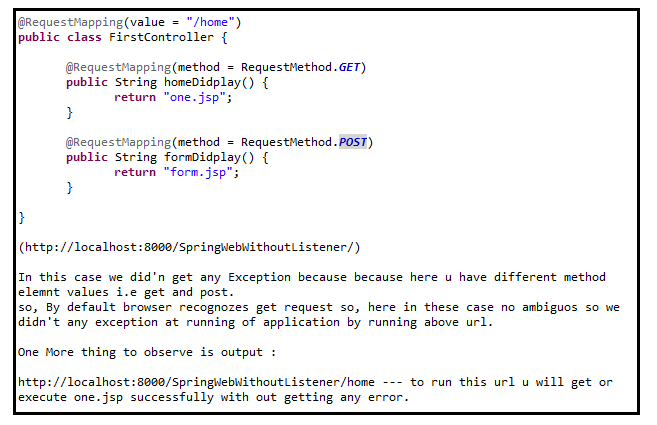 @RequestMapping(value = "/home")
public class FirstController {
@RequestMapping(method = RequestMethod.GET)
public String homeDidplay() {
return "one.jsp";
}
@RequestMapping(method = RequestMethod.POST)
public String formDidplay() {
return "form.jsp";
}
}
(http://localhost:8000/SpringWebWithoutListener/)
In this case we did'n get any Exception because because here u have different method
elemnt values i.e get and post.
so, By default browser recognozes get request so, here in these case no ambiguos so we
didn't any exception at running of application by running above url.
One More thing to observe is output :
http://localhost:8000/SpringWebWithoutListener/home --- to run this url u will get or
execute one.jsp successfully with out getting any error.